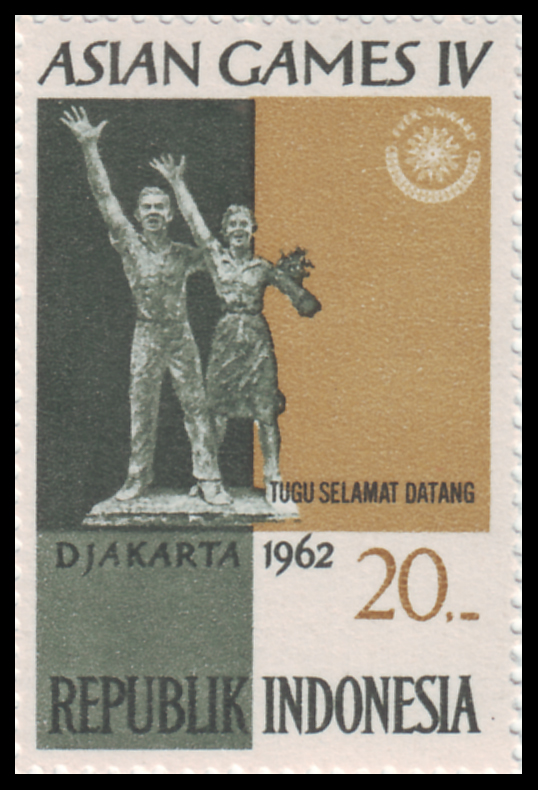 ASIAN GAMES IV
EVER ONWARD
TUGU SELAMAT DATANG
DJAKARTA 1962
20,-
REPUBLIK INDONESIA